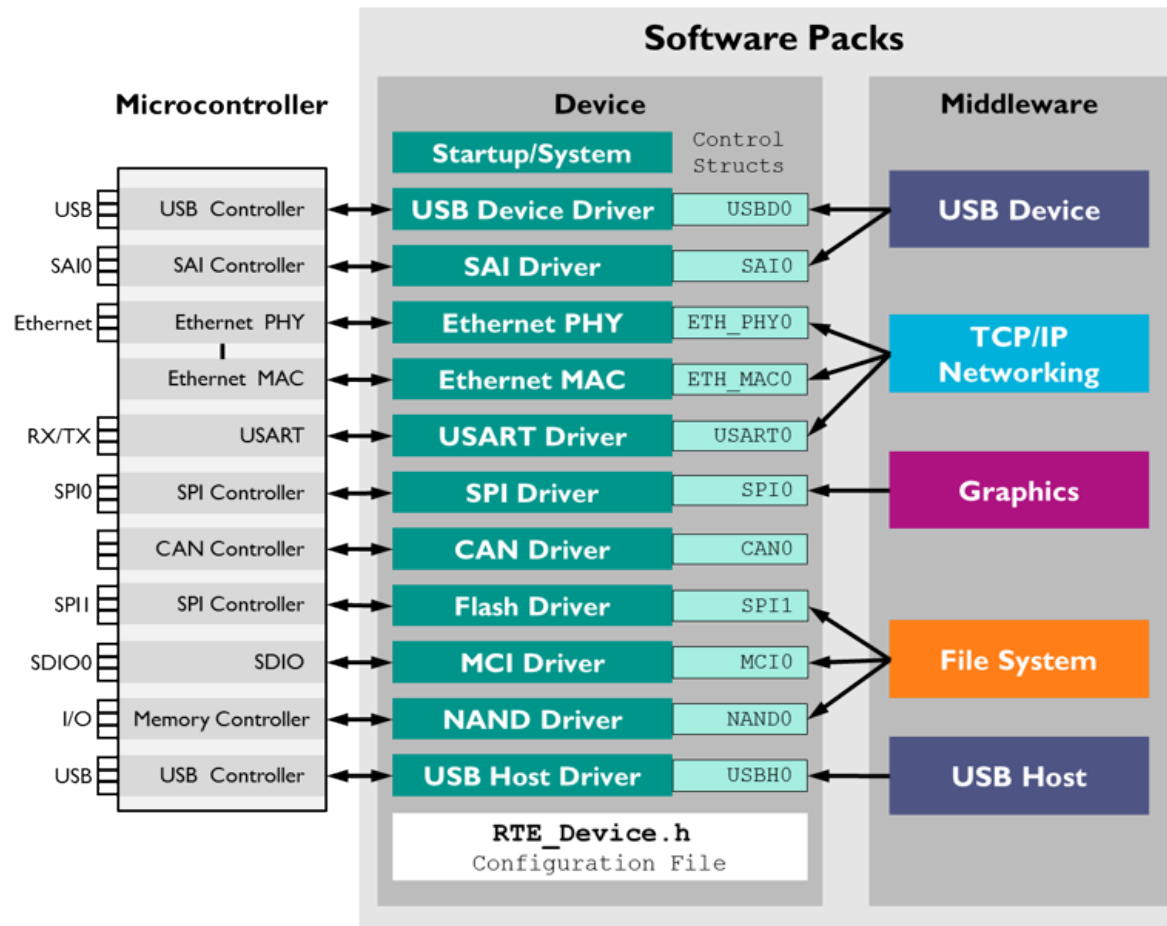 Software Packs
Microcontroller
Device
Middleware
Startup/System
Control
Structs
USB
USB Controller
USB Device Driver
USBD0
USB Device
SAI0
SAI Controller
SAI Driver
SAI0
Ethernet
Ethernet PHY
Ethernet PHY
ETH_PHY0
TCP/IP
Networking
Ethernet MAC
Ethernet MAC
ETH_MAC0
RX/TX
USART
USART Driver
USART0
SPI0
SPI Controller
SPI Driver
SPI0
Graphics
CAN Controller
CAN Driver
CAN0
SPI1
SPI Controller
Flash Driver
SPI1
SDIO0
SDIO
MCI Driver
MCI0
File System
I/O
Memory Controller
NAND Driver
NAND0
USB
USB Controller
USB Host Driver
USBH0
USB Host
RTE_Device.h
Configuration File